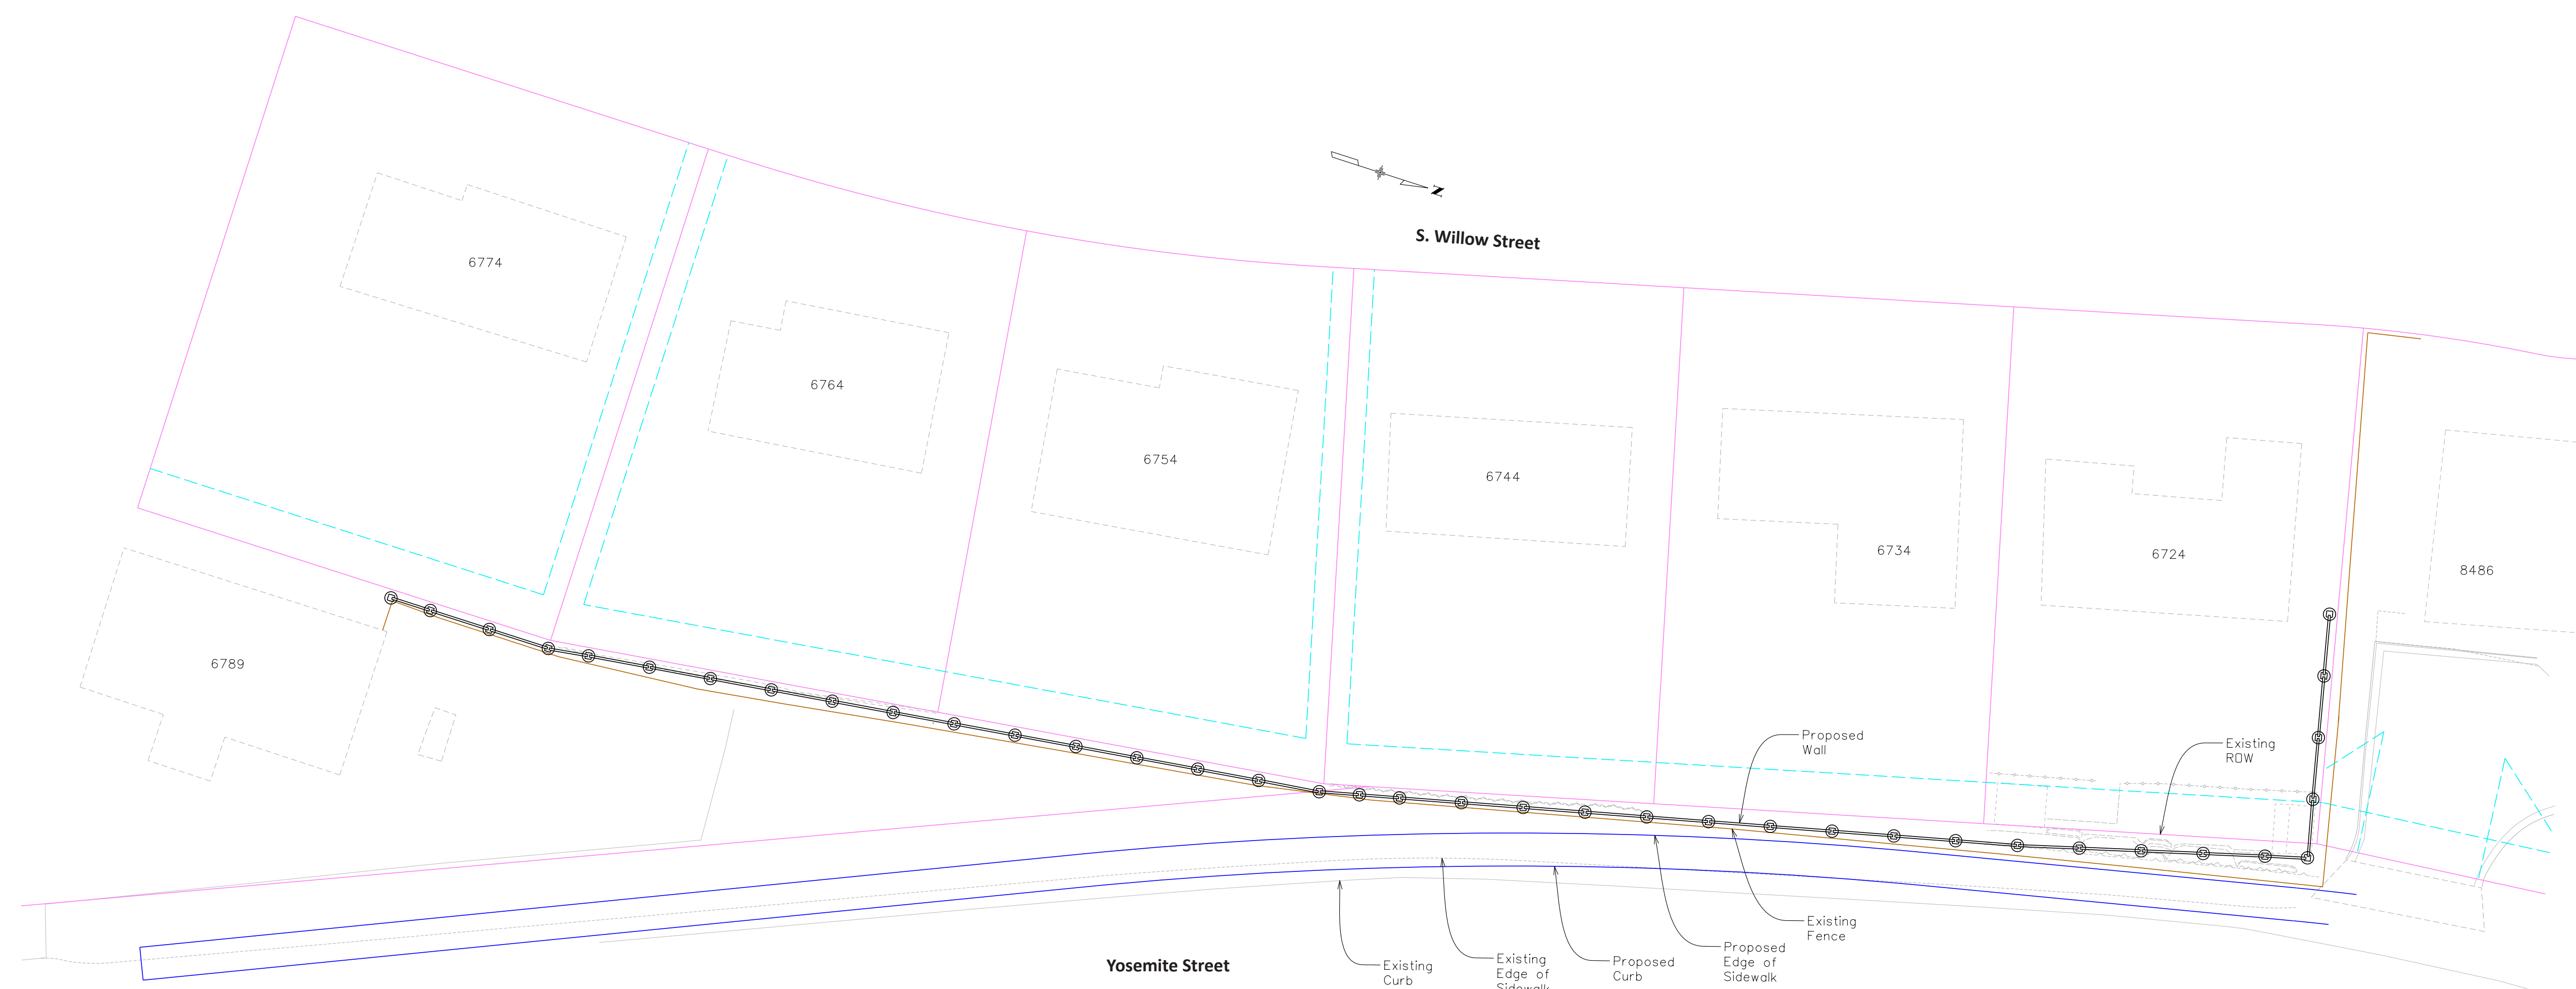 N
S. Willow Street
6774
6764
6754
6744
6734
6724
8486
6789
Proposed
Wall
Existing
ROW
Existing
Fence
Proposed
Edge of
Sidewalk
Proposed
Curb
Existing
Edge of
Sidewalk
Existing
Curb
Yosemite Street